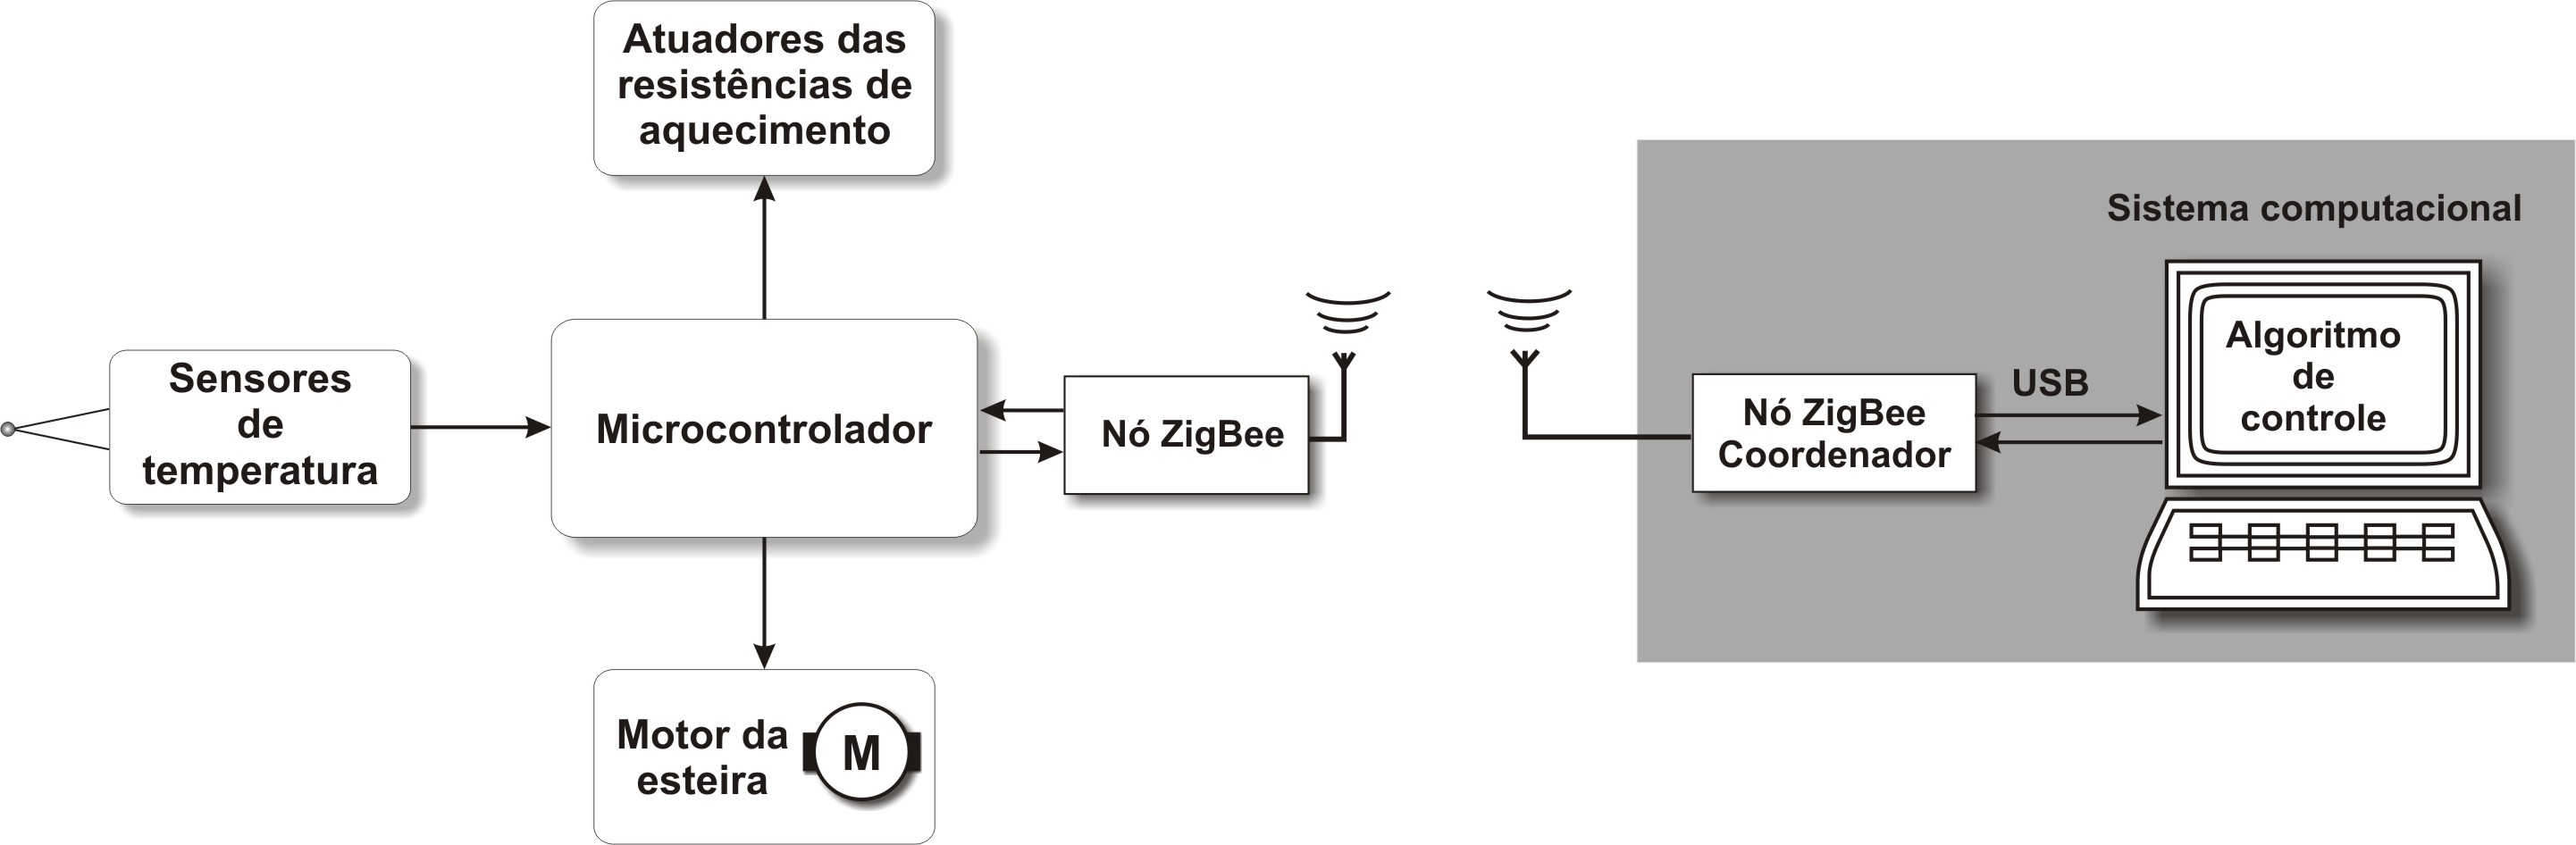 Atuadores das
resistências de
aquecimento
Sistema computacional
Sensores
de
temperatura
Microcontrolador
Nó ZigBee
Nó ZigBee
Coordenador
USB
Algoritmo
de
controle
Motor da
esteira
M